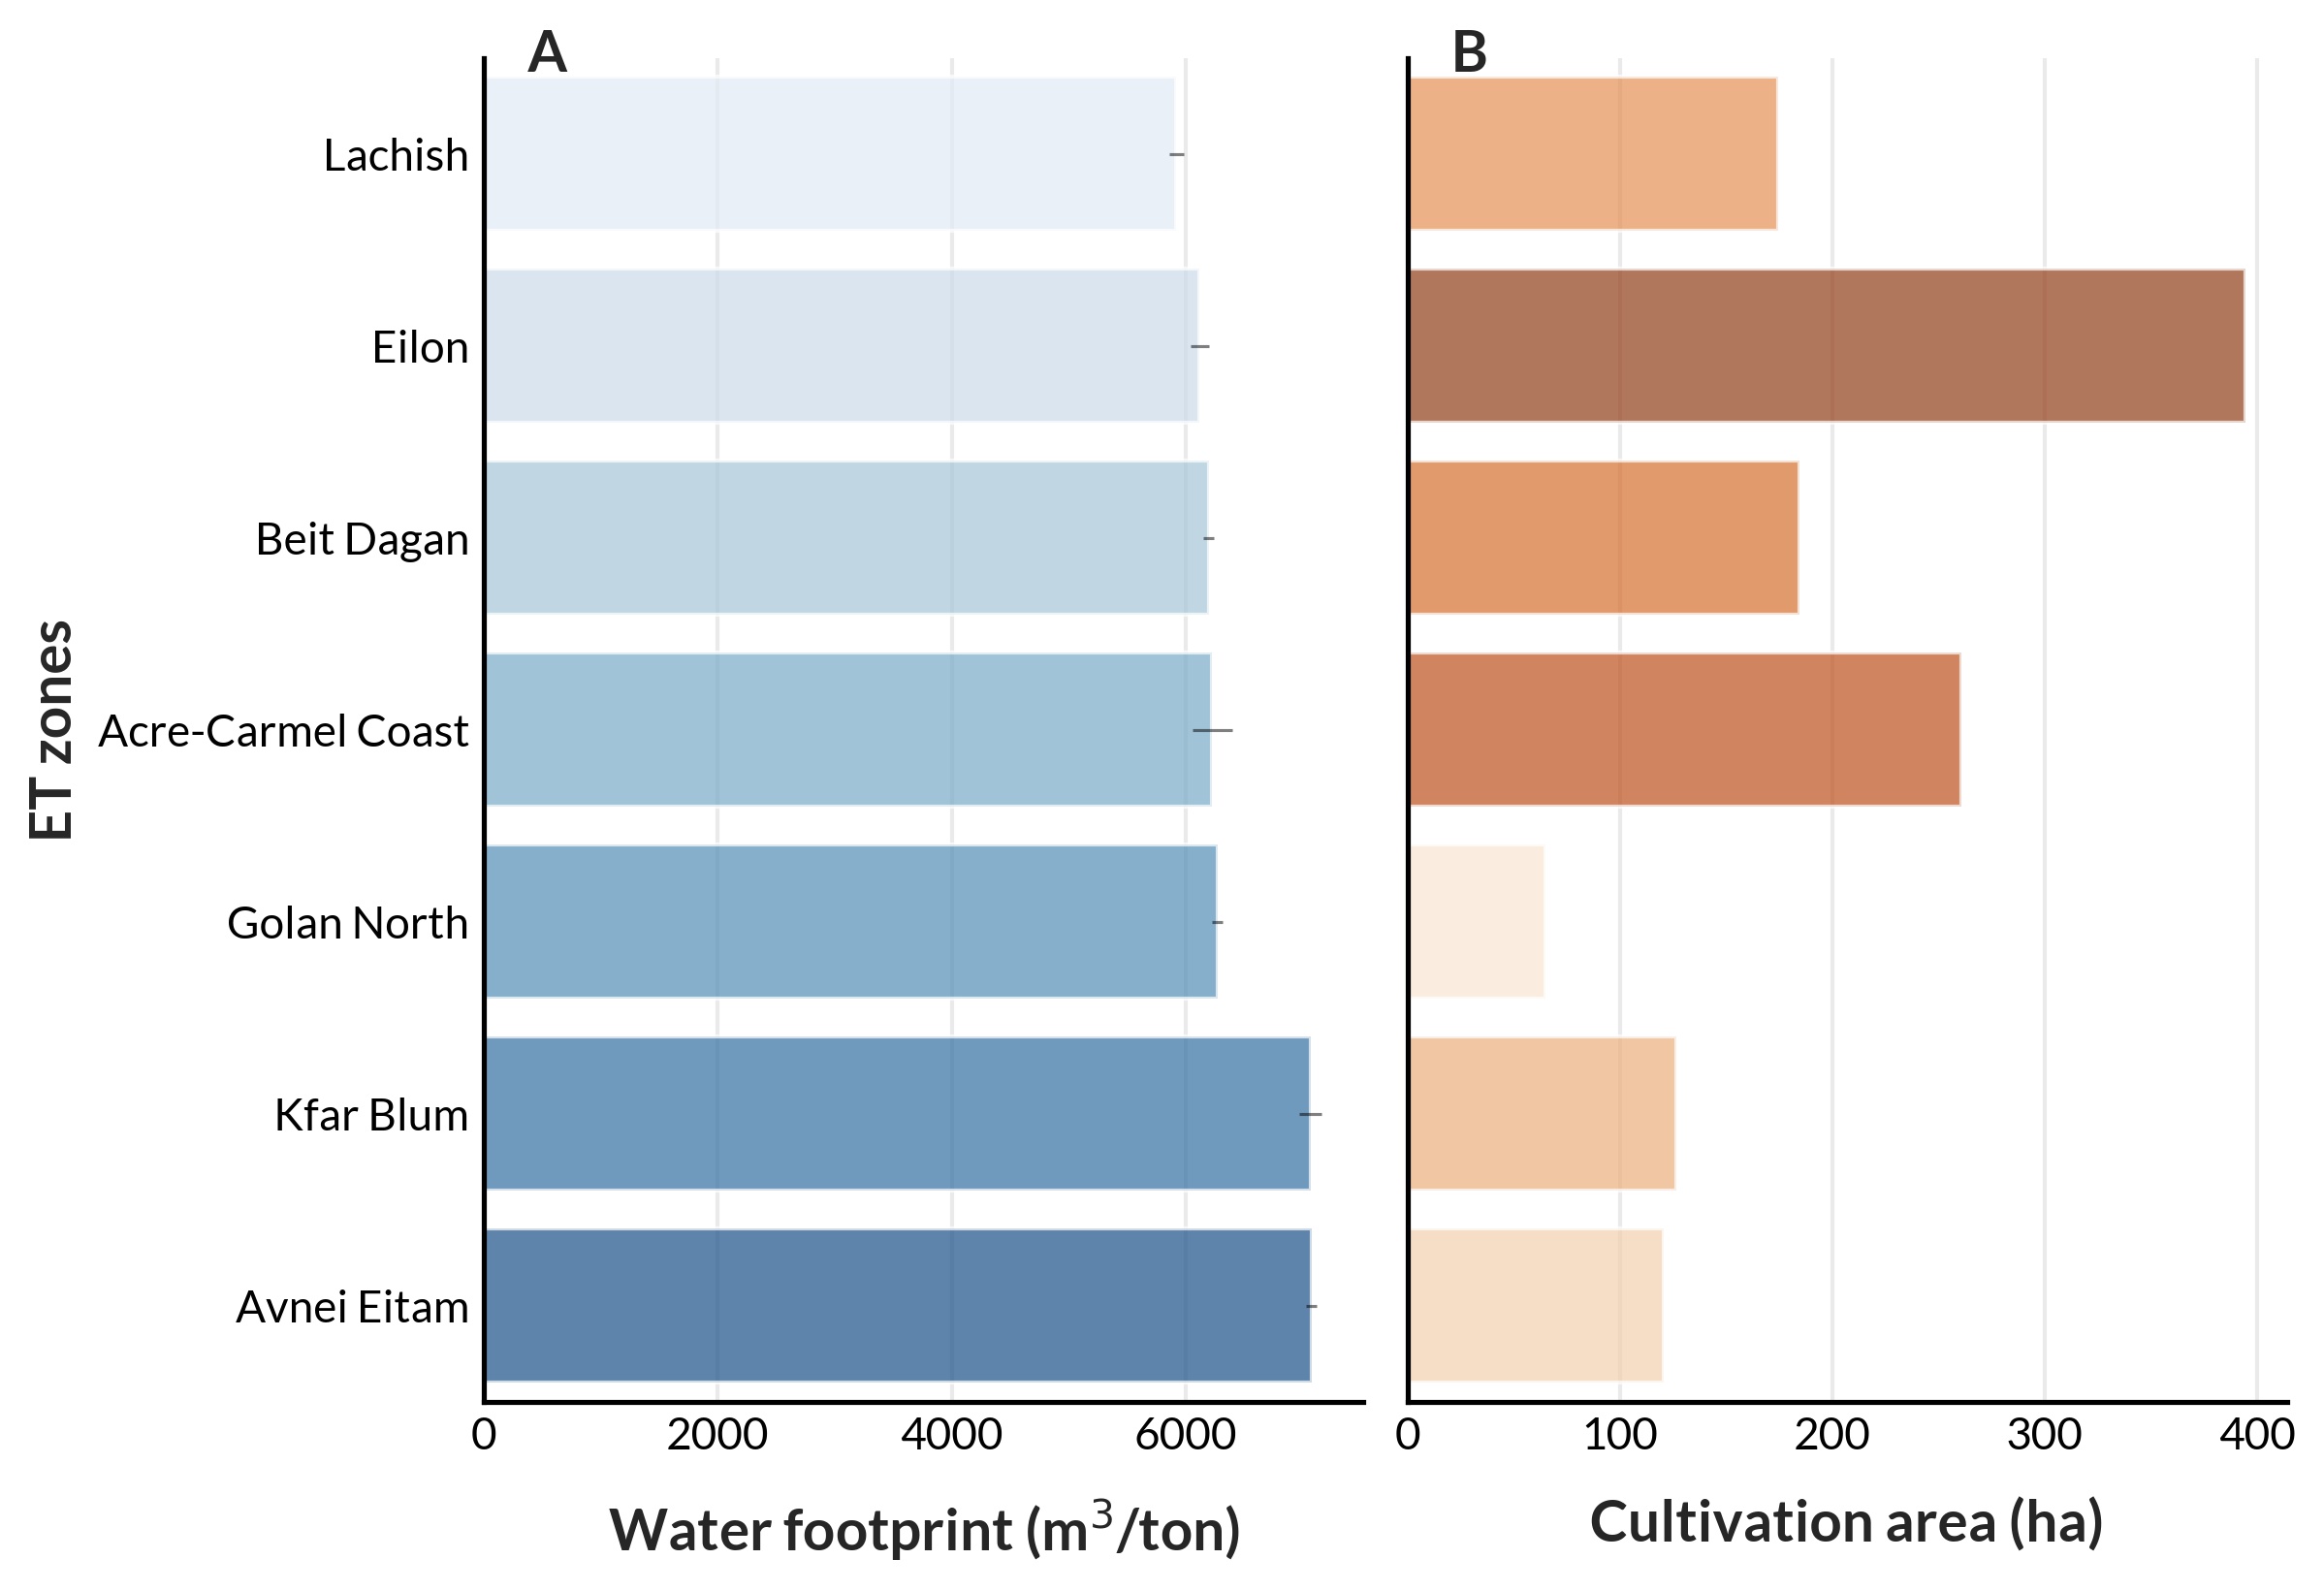 A
B
ET zones
Lachish
Eilon
Beit Dagan
Acre-Carmel Coast
Golan North
Kfar Blum
Avnei Eitam
0 2000 4000 6000
0 100 200 300 400
Water footprint (m³/ton)
Cultivation area (ha)